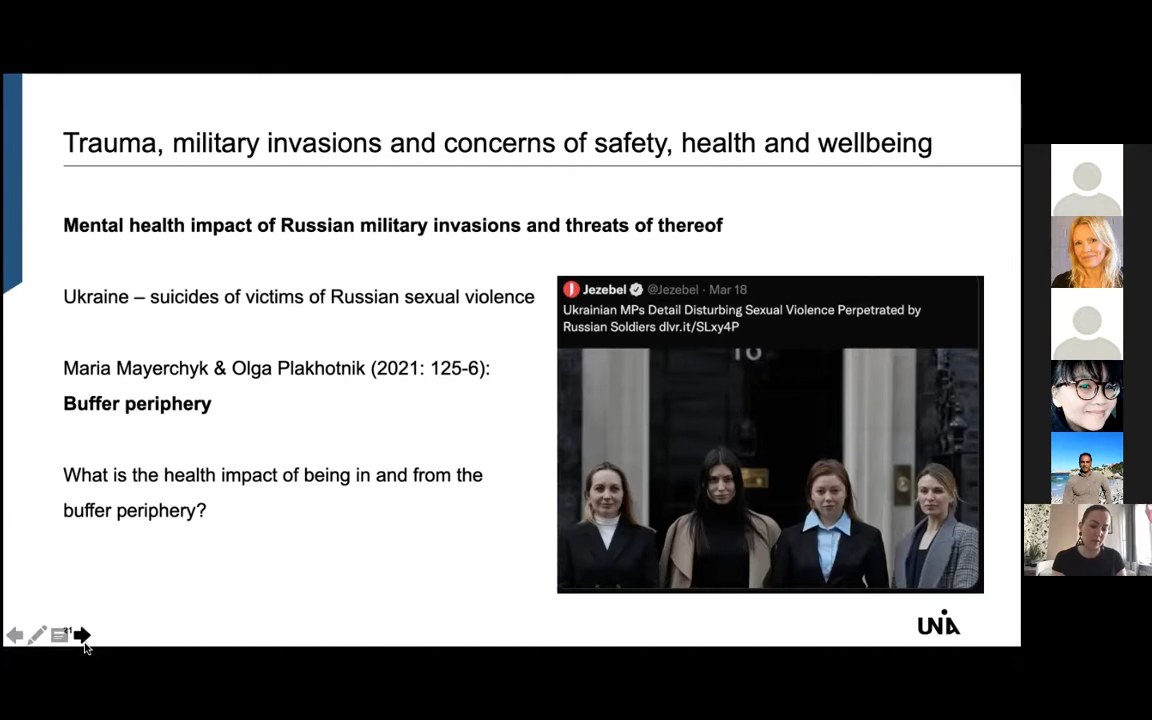 Trauma, military invasions and concerns of safety, health and wellbeing
Mental health impact of Russian military invasions and threats of thereof
Ukraine – suicides of victims of Russian sexual violence
Maria Mayerchyk & Olga Plakhotnik (2021: 125-6):
Buffer periphery
What is the health impact of being in and from the
buffer periphery?
Jezebel @Jezebel · Mar 18
Ukrainian MPs Detail Disturbing Sexual Violence Perpetrated by
Russian Soldiers dlvr.it/SLxy4P
10
21
UNIA